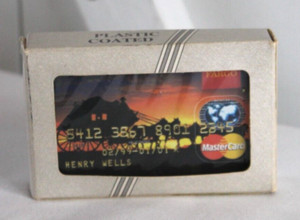 PLASTIC
COATED
FARGO
5412 3867 8901 2345
HENRY WELLS
MasterCard